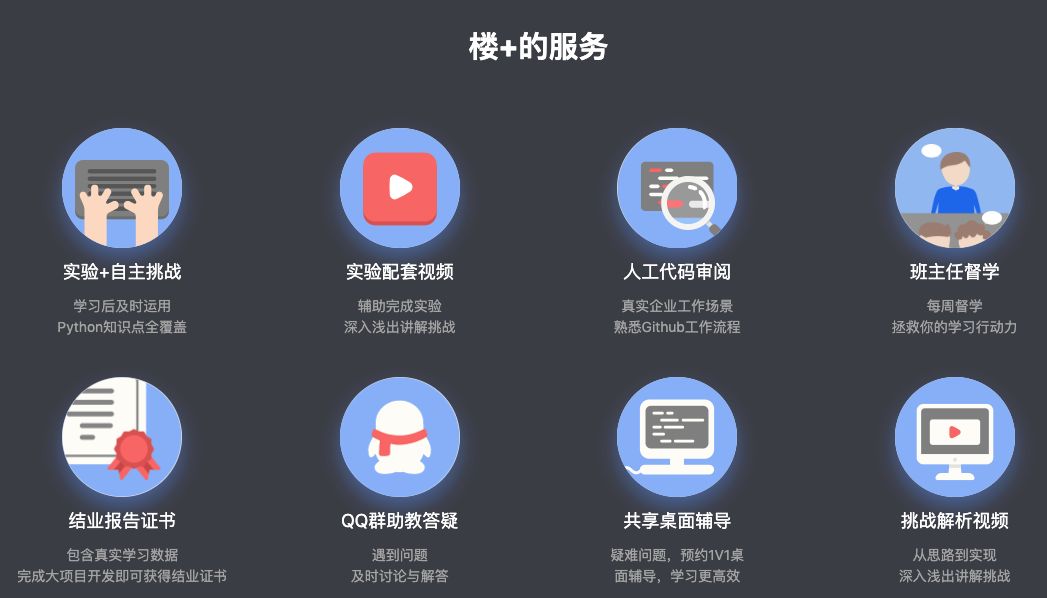 楼+的服务
实验+自主挑战
学习后及时运用
Python知识点全覆盖
实验配套视频
辅助完成实验
深入浅出讲解挑战
人工代码审阅
真实企业工作场景
熟悉Github工作流程
班主任督学
每周督学
拯救你的学习行动力
结业报告证书
包含真实学习数据
完成大项目开发即可获得结业证书
QQ群助教答疑
遇到问题
及时讨论与解答
共享桌面辅导
疑难问题，预约1V1桌
面辅导，学习更高效
挑战解析视频
从思路到实现
深入浅出讲解挑战